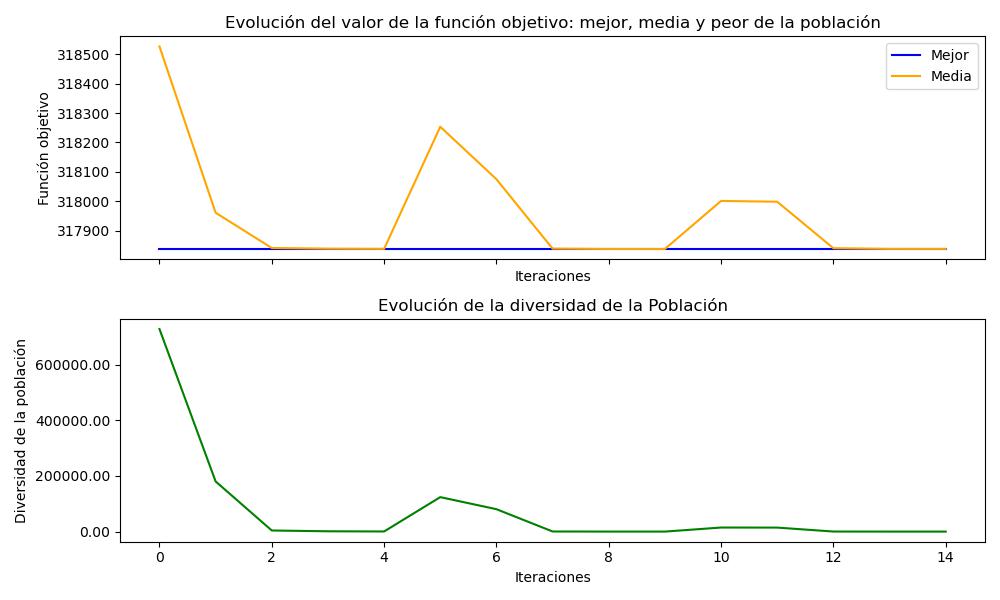 Evolución del valor de la función objetivo: mejor, media y peor de la población
Función objetivo
318500
318400
318300
318200
318100
318000
317900
Mejor
Media
Iteraciones
Evolución de la diversidad de la Población
Diversidad de la población
600000.00
400000.00
200000.00
0.00
0 2 4 6 8 10 12 14
Iteraciones